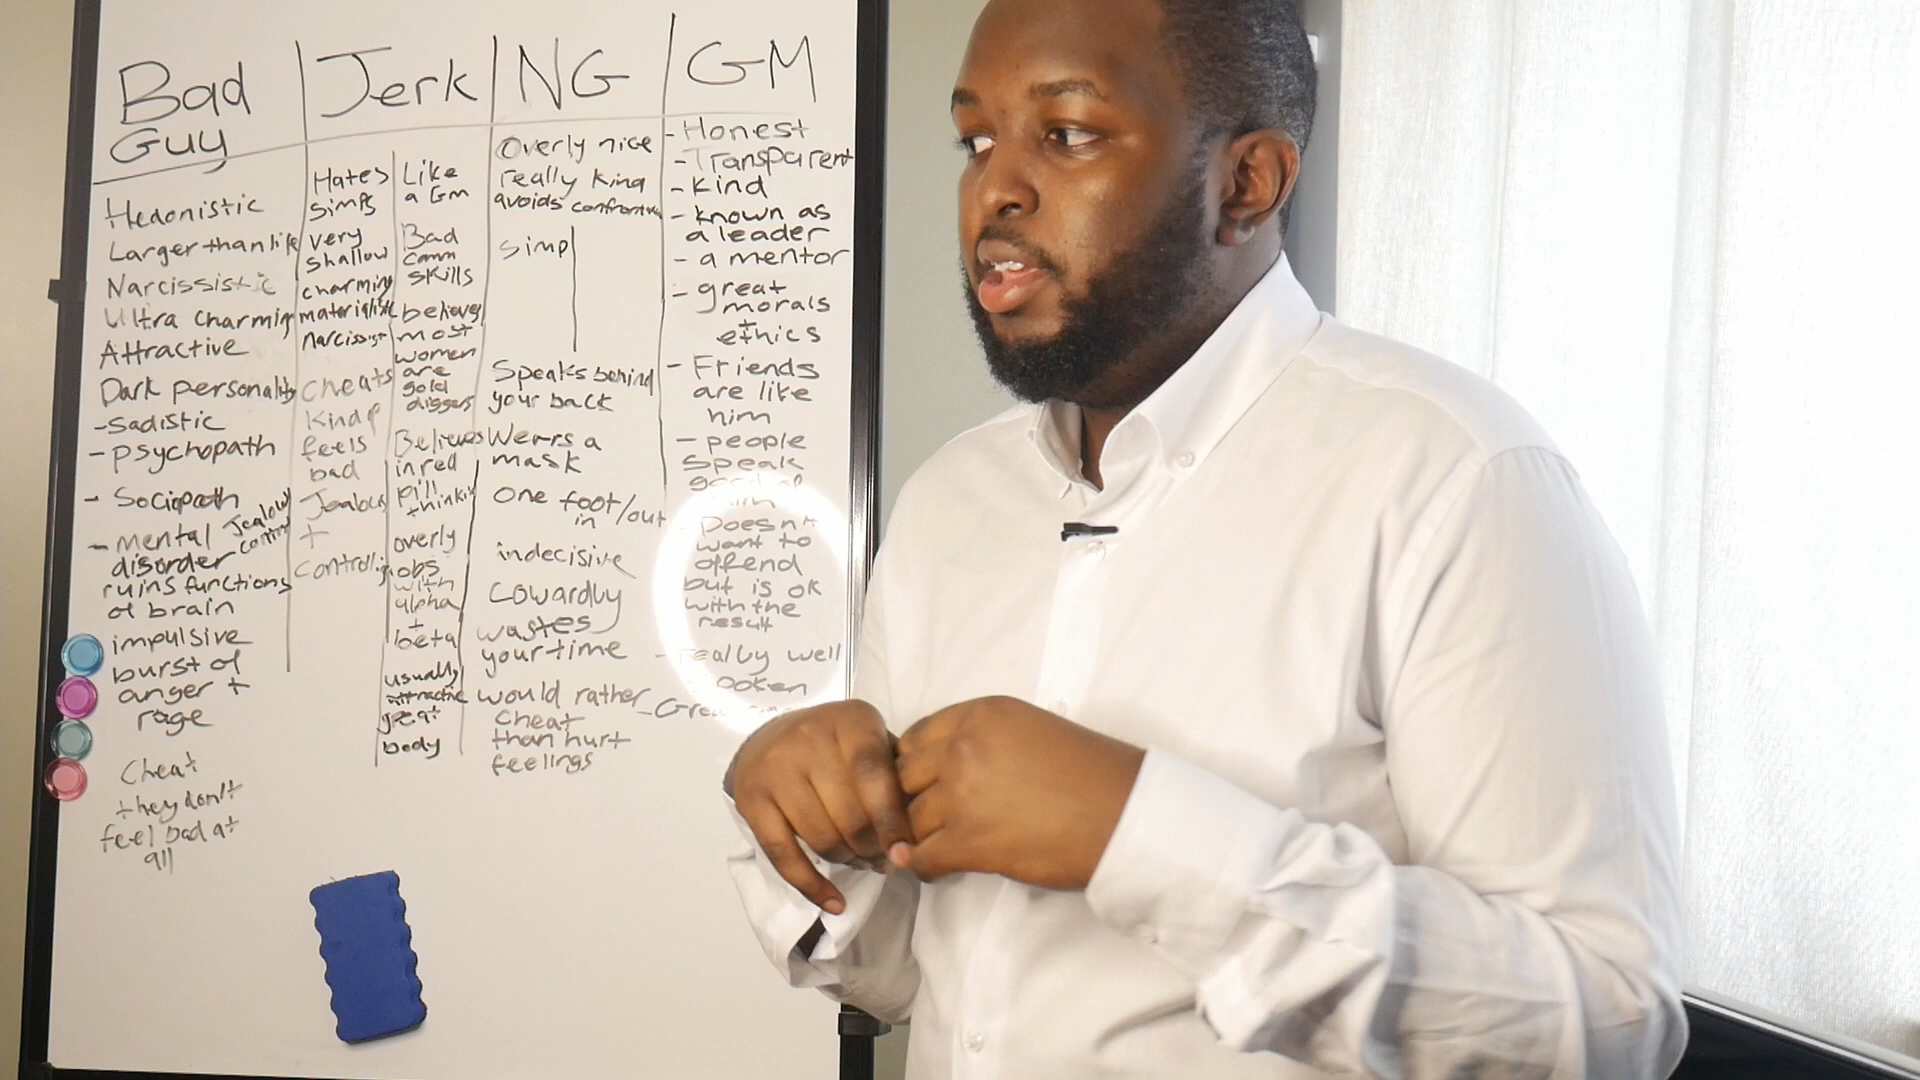 Bad
Guy
Hedonistic
Larger than life
Narcissistic
Ultra charming
Attractive
Dark personality
- Sadistic
- psychopath
- Sociopath
- mental
disorder
Jealous
control
ruins functions
of brain
impulsive
burst of
anger +
rage
Cheat
they don't
feel bad at
all
Jerk
Hates
simps
very
shallow
charming
materialistic
narcissist
cheats
kinda
feels
bad
Jealous
+
controlling
Like
a GM
Bad
comm
skills
believes
most
women
are
gold
diggers
Believes
in red
pill
thinking
overly
obs
with
alpha
+
beta
usually
attractive
great
body
NG
Overly nice
really kind
avoids
simp
Speaks behind
your back
Werrs a
mask
one foot/out
in
indecisive
cowardly
wastes
your time
would rather
cheat
than hurt
feelings
GM
- Honest
- Transparent
- kind
- known as
a leader
- a mentor
- great
morals
+
ethics
- Friends
are like
him
- people
speak
good of
him
- Doesn't
want to
offend
but is ok
with the
result
- really well